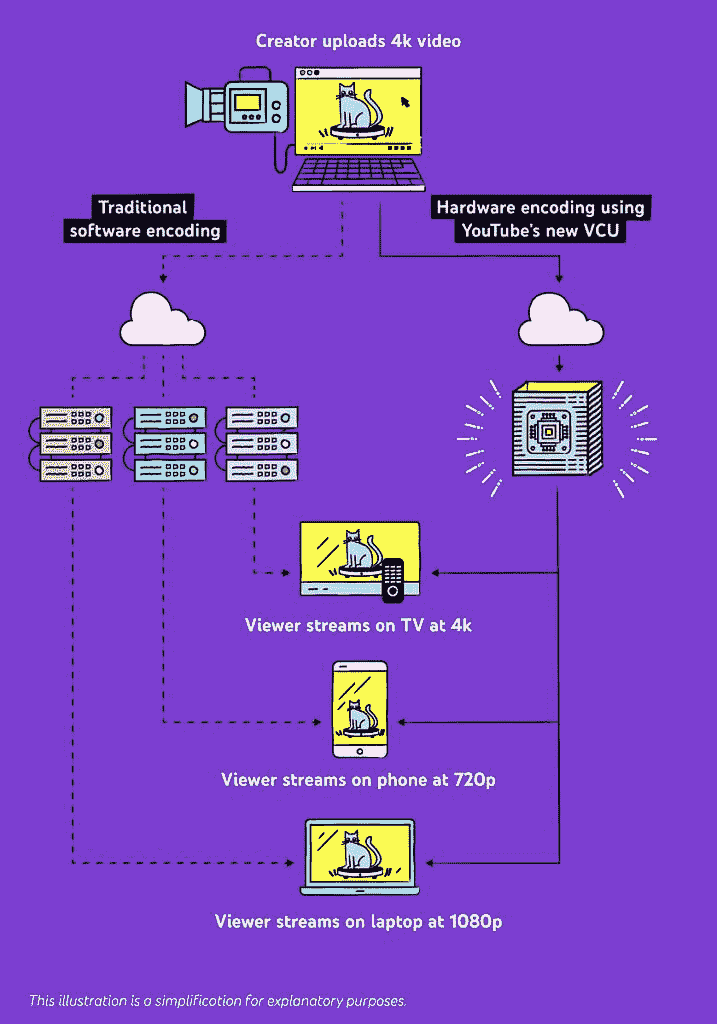 Creator uploads 4k video
Traditional
software encoding
Hardware encoding using
YouTube's new VCU
Viewer streams on TV at 4k
Viewer streams on phone at 720p
Viewer streams on laptop at 1080p
This illustration is a simplification for explanatory purposes.